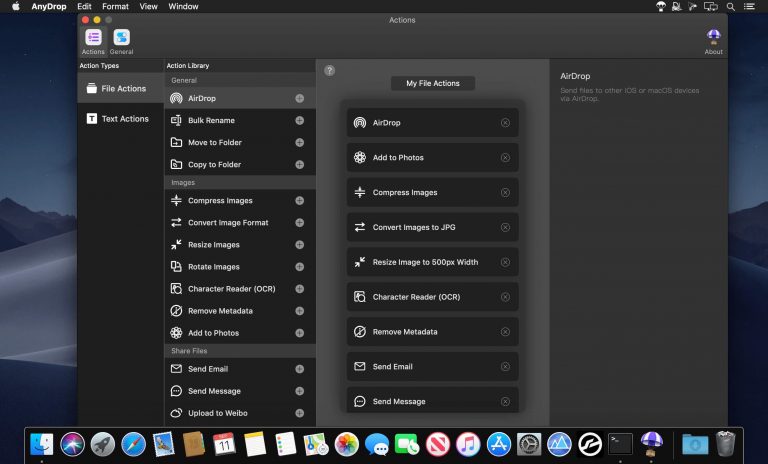 AnyDrop Edit Format View Window
Actions
Actions General
About
Action Types
File Actions
Text Actions
Action Library
General
AirDrop
Bulk Rename
Move to Folder
Copy to Folder
Images
Compress Images
Convert Image Format
Resize Images
Rotate Images
Character Reader (OCR)
Remove Metadata
Add to Photos
Share Files
Send Email
Send Message
Upload to Weibo
?
My File Actions
AirDrop
Add to Photos
Compress Images
Convert Images to JPG
Resize Image to 500px Width
Character Reader (OCR)
Remove Metadata
Send Email
Send Message
AirDrop
Send files to other iOS or macOS devices
via AirDrop.
11